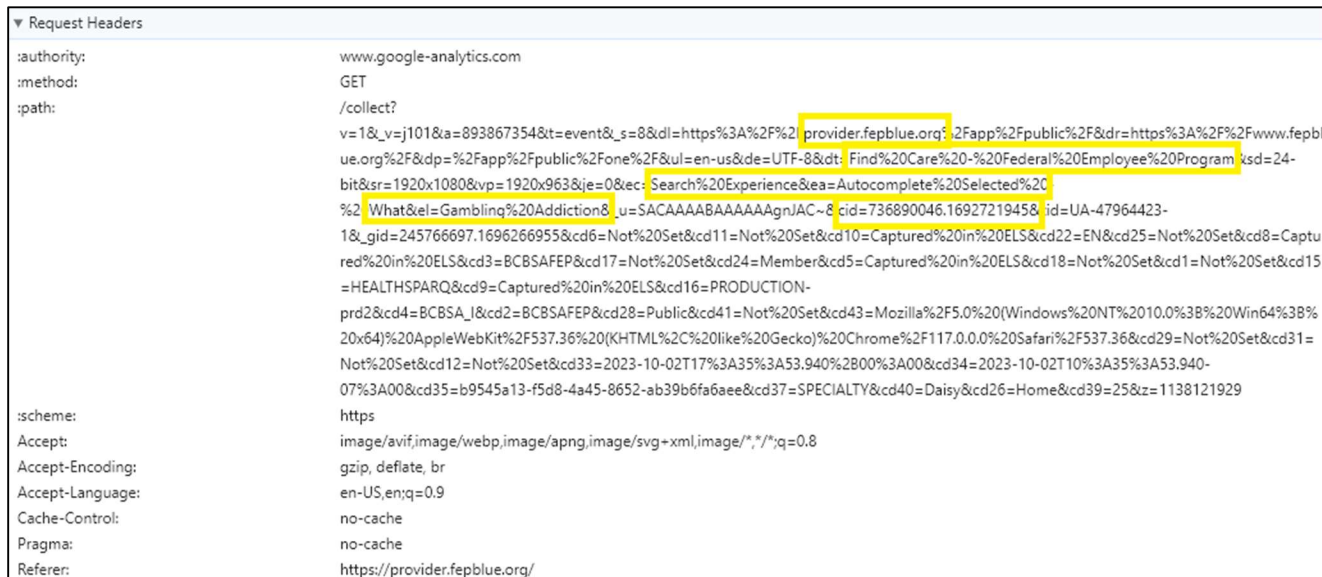 ▼ Request Headers
:authority: www.google-analytics.com
:method: GET
:path: /collect?
v=1&_v=j101&a=893867354&t=event&_s=8&dl=https%3A%2F%2Fprovider.fepblue.org%2Fapp%2Fpublic%2F&dr=https%3A%2F%2Fwww.fepbl
ue.org%2F&dp=%2Fapp%2Fpublic%2Fone%2F&ul=en-us&de=UTF-8&dt=Find%20Care%20-%20Federal%20Employee%20Program&sd=24-
bit&sr=1920x1080&vp=1920x963&je=0&ec=Search%20Experience&ea=Autocomplete%20Selected%20-
%20What&el=Gambling%20Addiction&_u=SACAAAABAAAAAAgnJAC~&cid=736890046.1692721945&tid=UA-47964423-
1&_gid=245766697.1696266955&cd6=Not%20Set&cd11=Not%20Set&cd10=Captured%20in%20ELS&cd22=EN&cd25=Not%20Set&cd8=Captu
red%20in%20ELS&cd3=BCBSAFEP&cd17=Not%20Set&cd24=Member&cd5=Captured%20in%20ELS&cd18=Not%20Set&cd1=Not%20Set&cd15
=HEALTHSPARQ&cd9=Captured%20in%20ELS&cd16=PRODUCTION-
prd2&cd4=BCBSA_I&cd2=BCBSAFEP&cd28=Public&cd41=Not%20Set&cd43=Mozilla%2F5.0%20(Windows%20NT%2010.0%3B%20Win64%3B%
20x64)%20AppleWebKit%2F537.36%20(KHTML%2C%20like%20Gecko)%20Chrome%2F117.0.0.0%20Safari%2F537.36&cd29=Not%20Set&cd31=
Not%20Set&cd12=Not%20Set&cd33=2023-10-02T17%3A35%3A53.940%2B00%3A00&cd34=2023-10-02T10%3A35%3A53.940-
07%3A00&cd35=b9545a13-f5d8-4a45-8652-ab39b6fa6aee&cd37=SPECIALTY&cd40=Daisy&cd26=Home&cd39=25&z=1138121929
:scheme: https
Accept: image/avif,image/webp,image/apng,image/svg+xml,image/*,*/*;q=0.8
Accept-Encoding: gzip, deflate, br
Accept-Language: en-US,en;q=0.9
Cache-Control: no-cache
Pragma: no-cache
Referer: https://provider.fepblue.org/